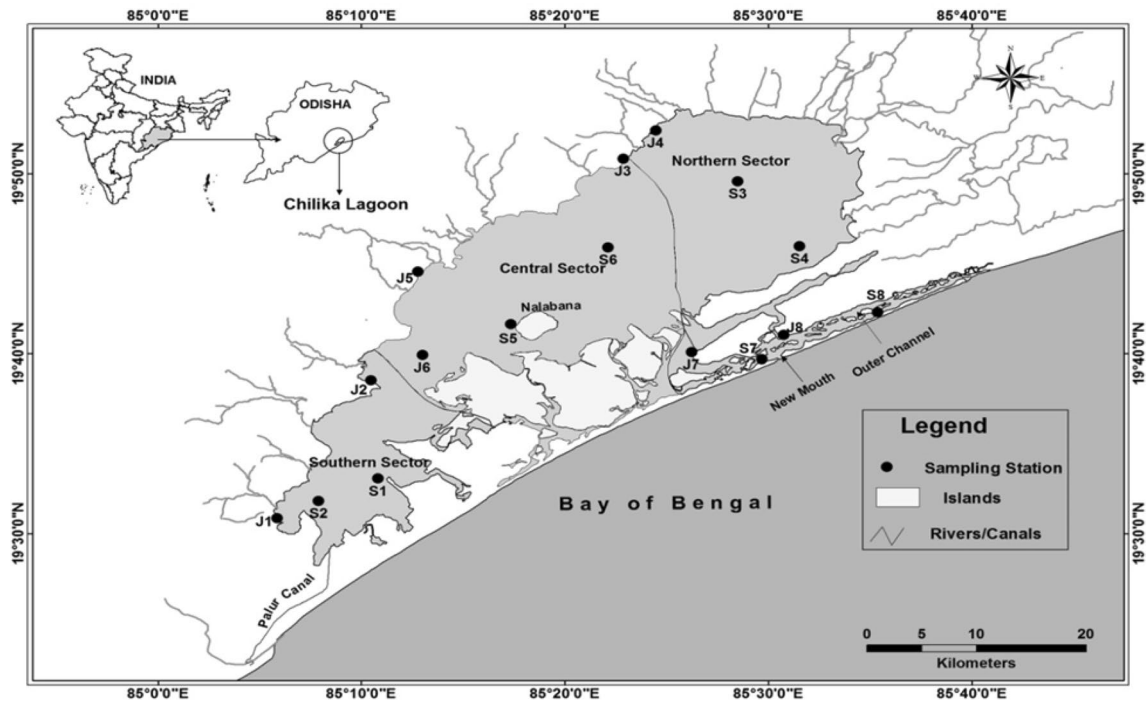 85°0'0"E 85°10'0"E 85°20'0"E 85°30'0"E 85°40'0"E
N
W E
S
INDIA
ODISHA
Chilika Lagoon
19°50'0"N
19°50'0"N
19°40'0"N
19°40'0"N
19°30'0"N
19°30'0"N
J4
J3
Northern Sector
S3
S4
S6
Central Sector
J5
Nalabana
S5
J6
J2
J7
S7
J8
S8
Outer Channel
New Mouth
Southern Sector
S1
S2
J1
Palur Canal
Bay of Bengal
Legend
Sampling Station
Islands
Rivers/Canals
0 5 10 20
Kilometers
85°0'0"E 85°10'0"E 85°20'0"E 85°30'0"E 85°40'0"E